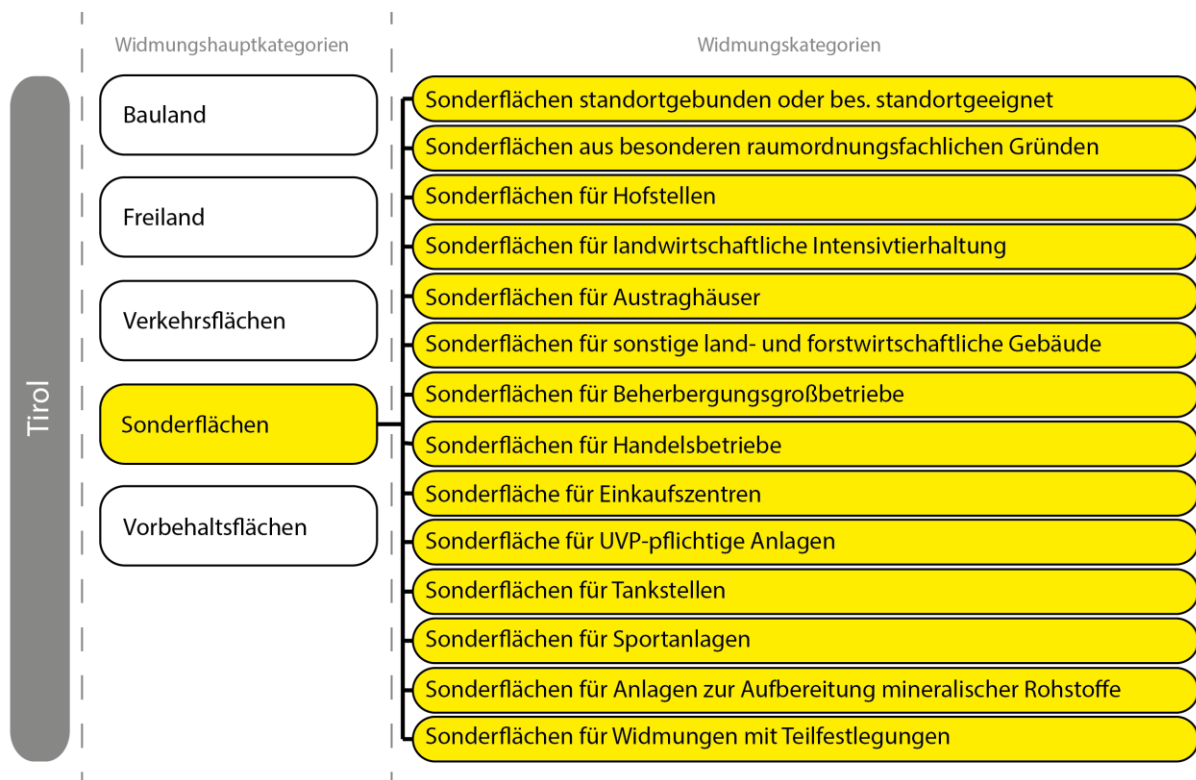 Widmungshauptkategorien
Widmungskategorien
Tirol
Bauland
Freiland
Verkehrsflächen
Sonderflächen
Vorbehaltsflächen
Sonderflächen standortgebunden oder bes. standortgeeignet
Sonderflächen aus besonderen raumordnungsfachlichen Gründen
Sonderflächen für Hofstellen
Sonderflächen für landwirtschaftliche Intensivtierhaltung
Sonderflächen für Austraghäuser
Sonderflächen für sonstige land- und forstwirtschaftliche Gebäude
Sonderflächen für Beherbergungsgroßbetriebe
Sonderflächen für Handelsbetriebe
Sonderfläche für Einkaufszentren
Sonderfläche für UVP-pflichtige Anlagen
Sonderflächen für Tankstellen
Sonderflächen für Sportanlagen
Sonderflächen für Anlagen zur Aufbereitung mineralischer Rohstoffe
Sonderflächen für Widmungen mit Teilfestlegungen